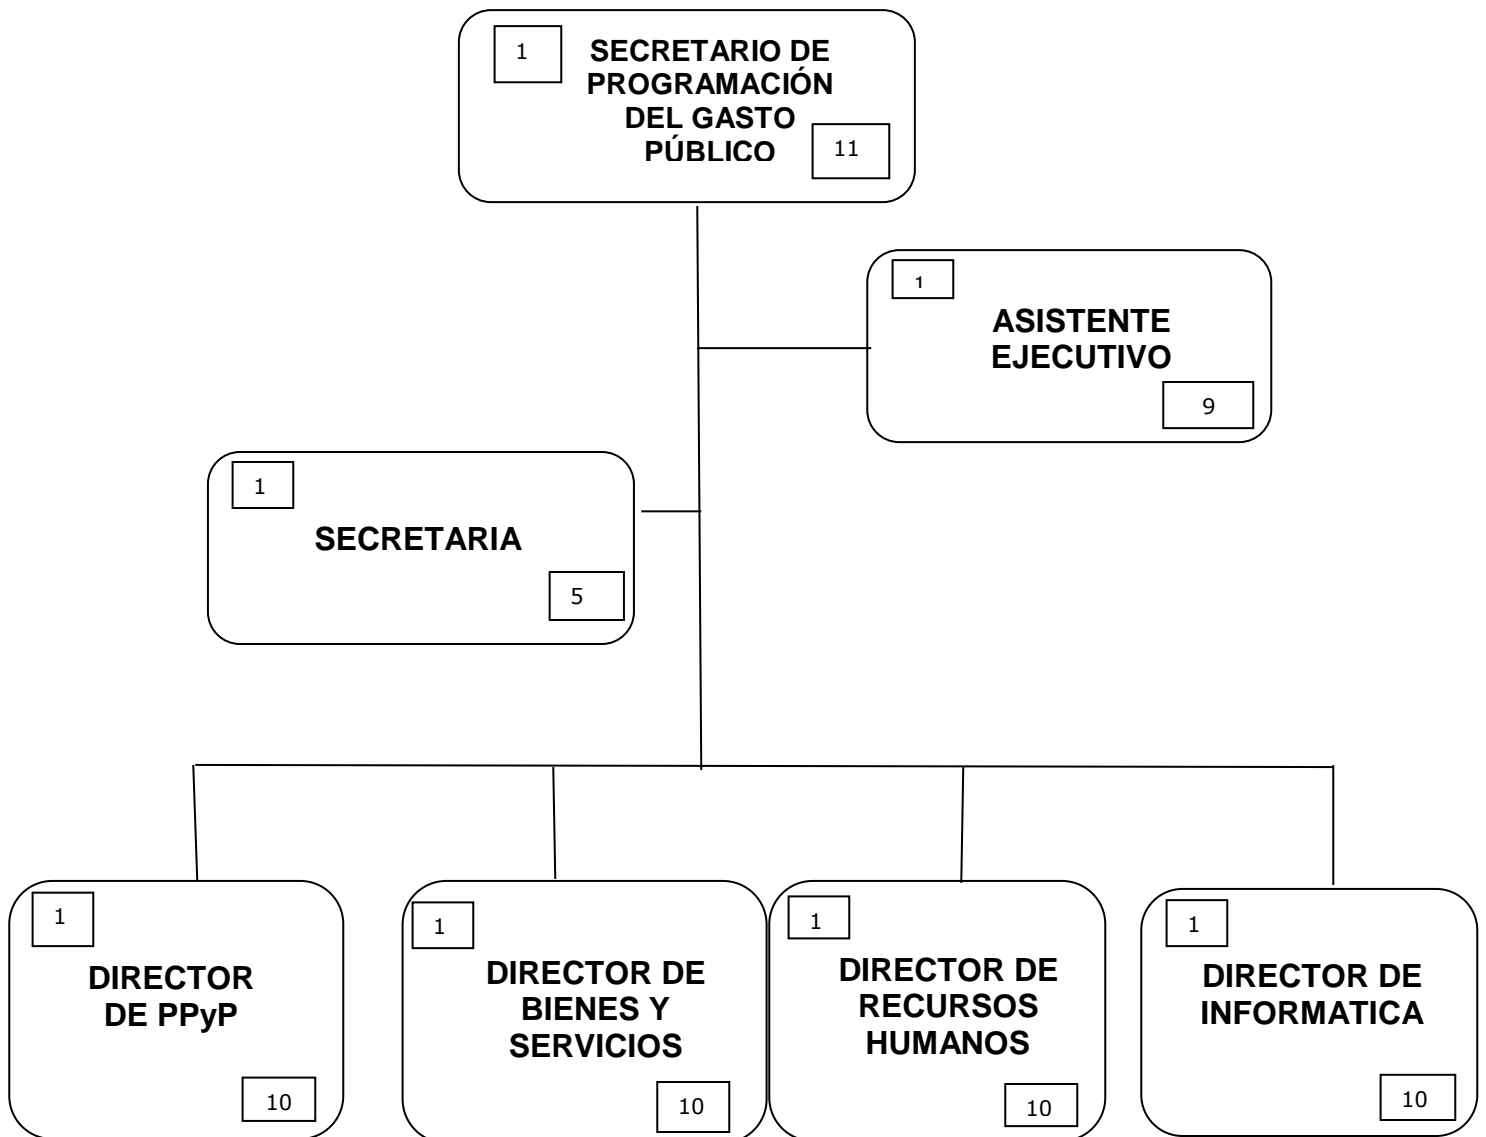 1
SECRETARIO DE
PROGRAMACIÓN
DEL GASTO
PÚBLICO
11
1
ASISTENTE
EJECUTIVO
9
1
SECRETARIA
5
1
DIRECTOR
DE PPyP
10
1
DIRECTOR DE
BIENES Y
SERVICIOS
10
1
DIRECTOR DE
RECURSOS
HUMANOS
10
1
DIRECTOR DE
INFORMATICA
10